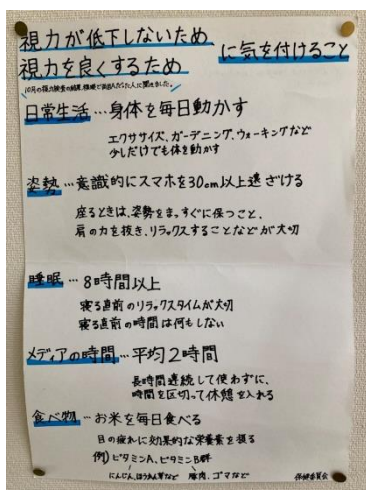 視力が低下しないため
視力を良くするため
に気を付けること
10月の視力検査の結果、
日常生活…身体を毎日動かす
エクササイズ、ガーデニング、ウォーキングなど
少しだけでも体を動かす
姿勢…意識的にスマホを30cm以上遠ざける
座るときは、姿勢をまっすぐに保つこと、
肩の力を抜き、リラックスすることなどが大切
睡眠…8時間以上
寝る直前のリラックスタイムが大切
寝る直前の時間は何もしない
メディアの時間…平均2時間
長時間連続して使わずに、
時間を区切って休憩を入れる
食べ物…お米を毎日食べる
目の疲れに効果的な栄養素を摂る
例) ビタミンA、ビタミンB群
にんじん、ほうれん草など 豚肉、ゴマなど
保健委員会